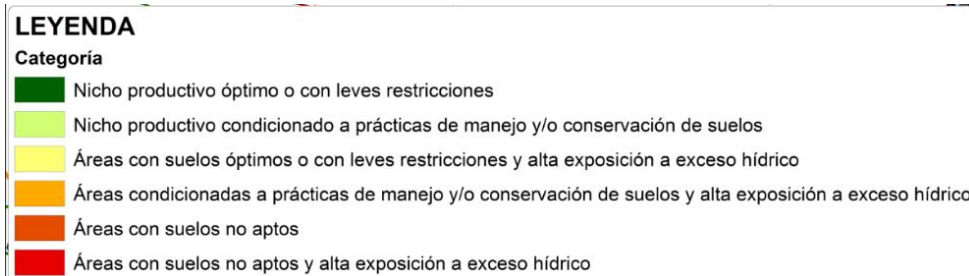 LEYENDA
Categoría
Nicho productivo óptimo o con leves restricciones
Nicho productivo condicionado a prácticas de manejo y/o conservación de suelos
Áreas con suelos óptimos o con leves restricciones y alta exposición a exceso hídrico
Áreas condicionadas a prácticas de manejo y/o conservación de suelos y alta exposición a exceso hídrico
Áreas con suelos no aptos
Áreas con suelos no aptos y alta exposición a exceso hídrico